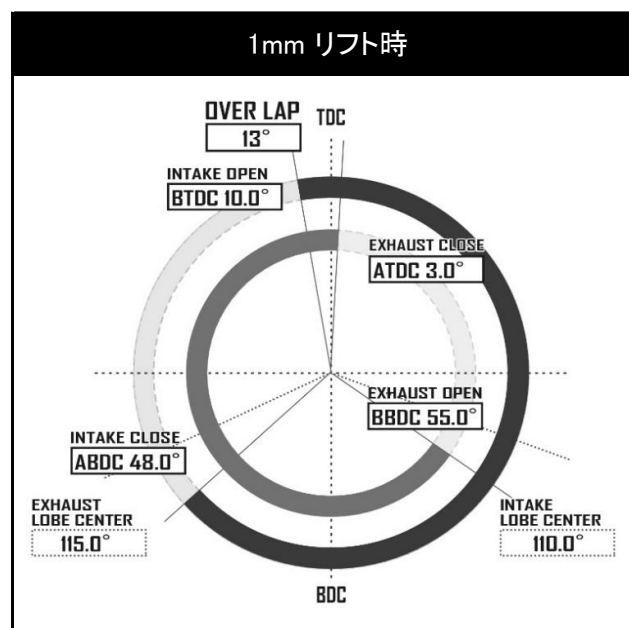 1mm リフト時
OVER LAP
13°
TDC
INTAKE OPEN
BTDC 10.0°
EXHAUST CLOSE
ATDC 3.0°
EXHAUST OPEN
BBDC 55.0°
INTAKE CLOSE
ABDC 48.0°
EXHAUST
LOBE CENTER
115.0°
INTAKE
LOBE CENTER
110.0°
BDC